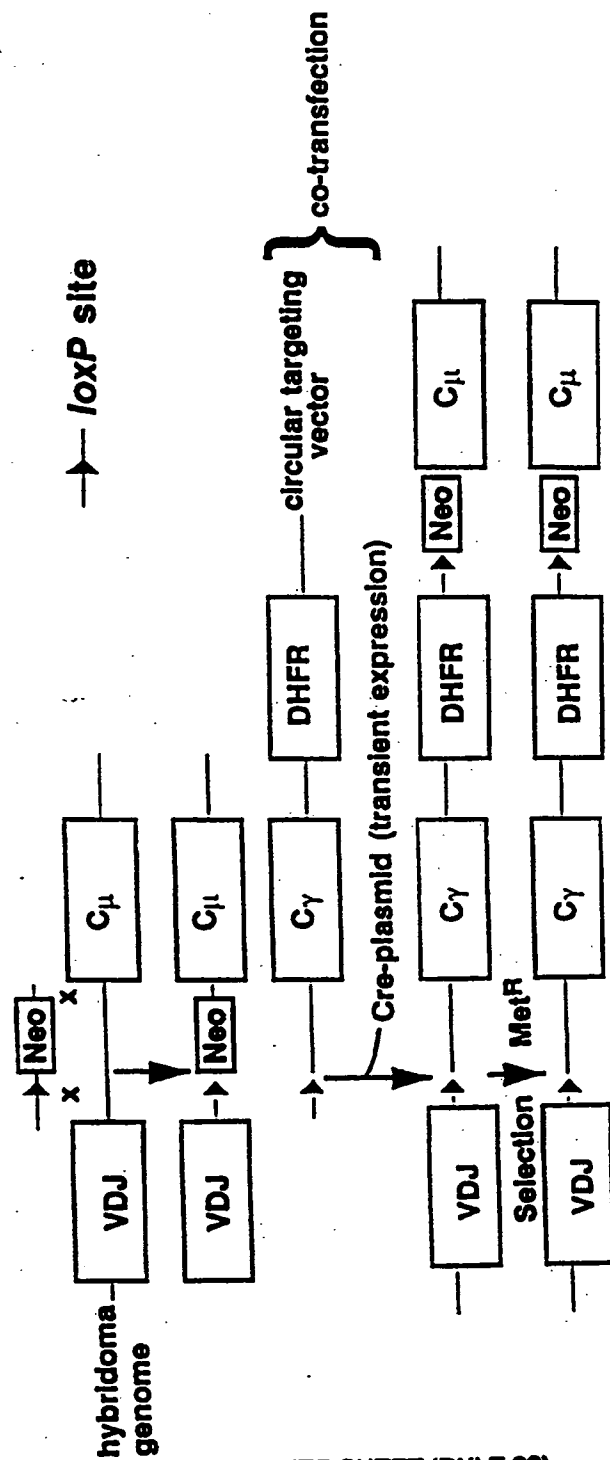 loxP site
Neo
x x
hybridoma
genome
VDJ Cμ
VDJ Neo Cμ
Cγ DHFR circular targeting
vector
co-transfection
Cre-plasmid (transient expression)
VDJ Cγ DHFR Neo Cμ
Selection Met^R
VDJ Cγ DHFR Neo Cμ